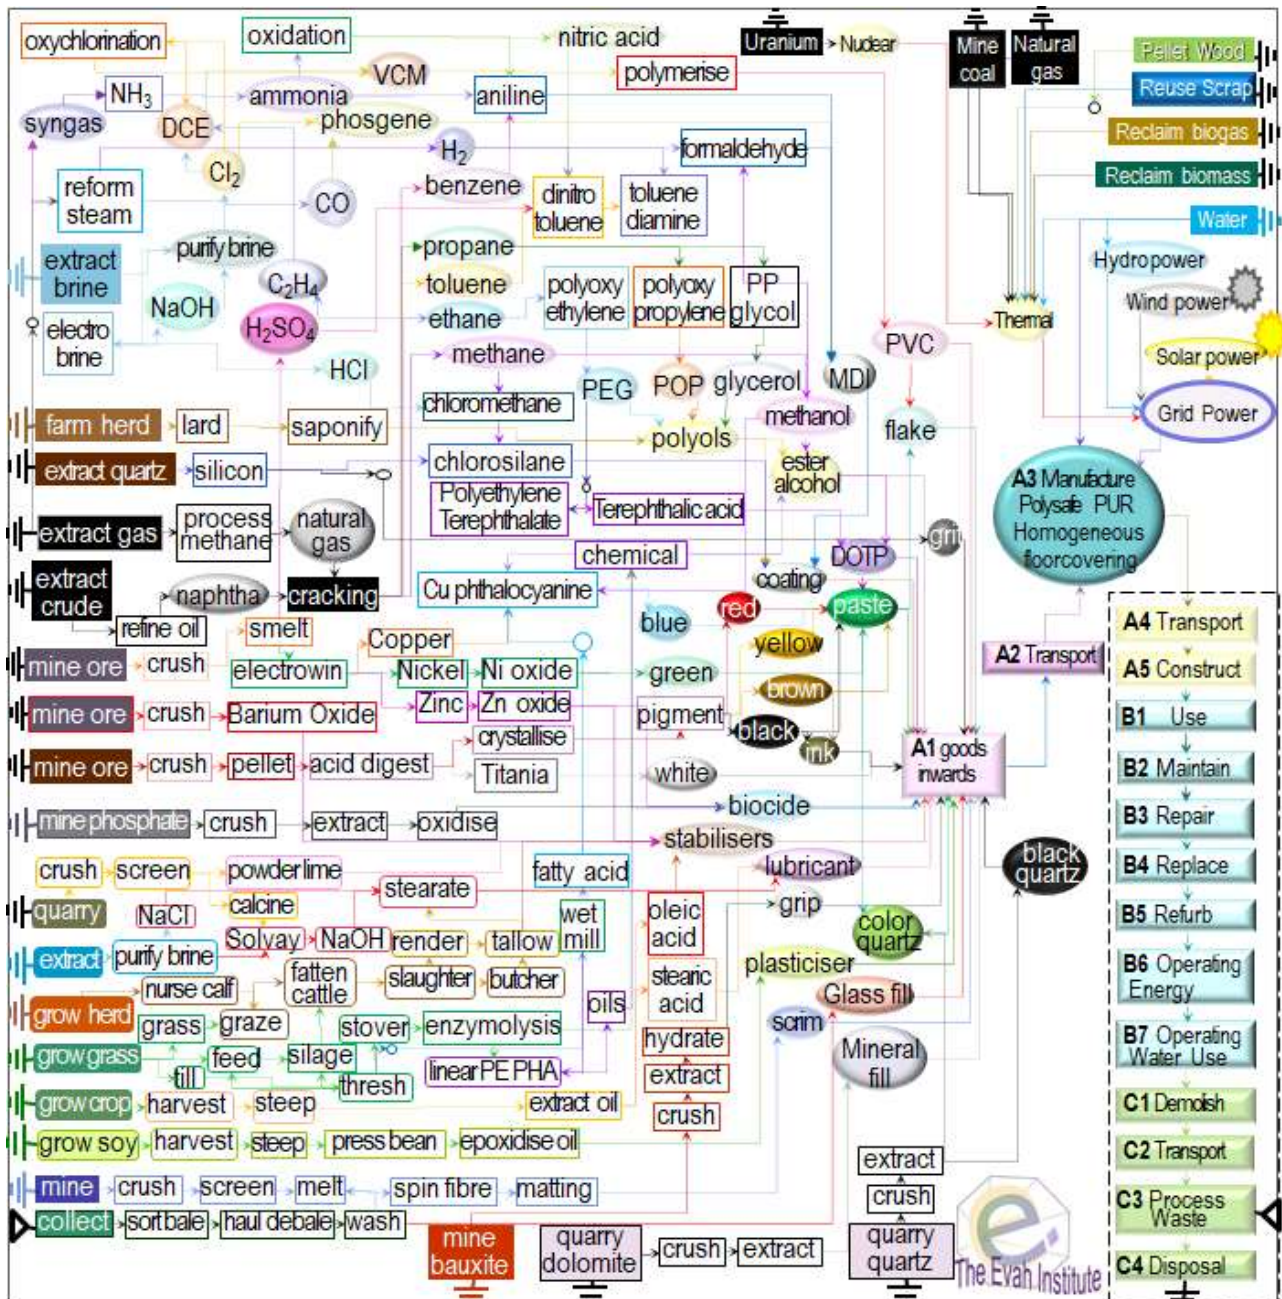 oxychlorination
oxidation
nitric acid
Uranium
Nuclear
Mine
coal
Natural
gas
Pellet Wood
VCM
polymerise
Reuse Scrap
NH3
ammonia
aniline
syngas
DCE
phosgene
Reclaim biogas
H2
formaldehyde
Cl2
reform
steam
benzene
Reclaim biomass
CO
dinitro
toluene
toluene
diamine
Water
purify brine
propane
extract
brine
Hydropower
C2H4
toluene
polyoxy
ethylene
polyoxy
propylene
PP
glycol
Wind power
NaOH
electro
brine
H2SO4
ethane
Thermal
PVC
Solar power
methane
HCl
PEG
POP
glycerol
MDI
chloromethane
methanol
Grid Power
farm herd
lard
saponify
polyols
flake
extract quartz
silicon
chlorosilane
ester
alcohol
A3 Manufacture
Polysafe PUR
Homogeneous
floorcovering
Polyethylene
Terephthalate
Terephthalic acid
extract gas
process
methane
natural
gas
grit
chemical
DOTP
extract
crude
naphtha
cracking
Cu phthalocyanine
coating
red
paste
refine oil
smelt
Copper
blue
yellow
A4 Transport
mine ore
crush
electrowin
Nickel
Ni oxide
green
A2 Transport
A5 Construct
brown
mine ore
crush
Barium Oxide
Zinc
Zn oxide
pigment
B1 Use
black
crystallise
ink
A1 goods
inwards
mine ore
crush
pellet
acid digest
Titania
white
B2 Maintain
mine phosphate
crush
extract
oxidise
biocide
B3 Repair
stabilisers
crush
screen
powder lime
fatty acid
lubricant
black
quartz
B4 Replace
stearate
quarry
NaCl
calcine
wet
mill
oleic
acid
grip
B5 Refurb
Solvay
NaOH
render
tallow
color
quartz
extract
purify brine
fatten
cattle
slaughter
butcher
stearic
acid
plasticiser
B6 Operating
Energy
nurse calf
Glass fill
grow herd
grass
graze
stover
enzymolysis
oils
scrim
hydrate
Mineral
fill
B7 Operating
Water Use
grow grass
feed
silage
till
thresh
linear PE PHA
extract
grow crop
harvest
steep
extract oil
crush
C1 Demolish
grow soy
harvest
steep
press bean
epoxidise oil
C2 Transport
extract
mine
crush
screen
melt
spin fibre
matting
crush
C3 Process
Waste
collect
sort bale
haul debale
wash
mine
bauxite
quarry
dolomite
crush
extract
quarry
quartz
e
The Evah Institute
C4 Disposal